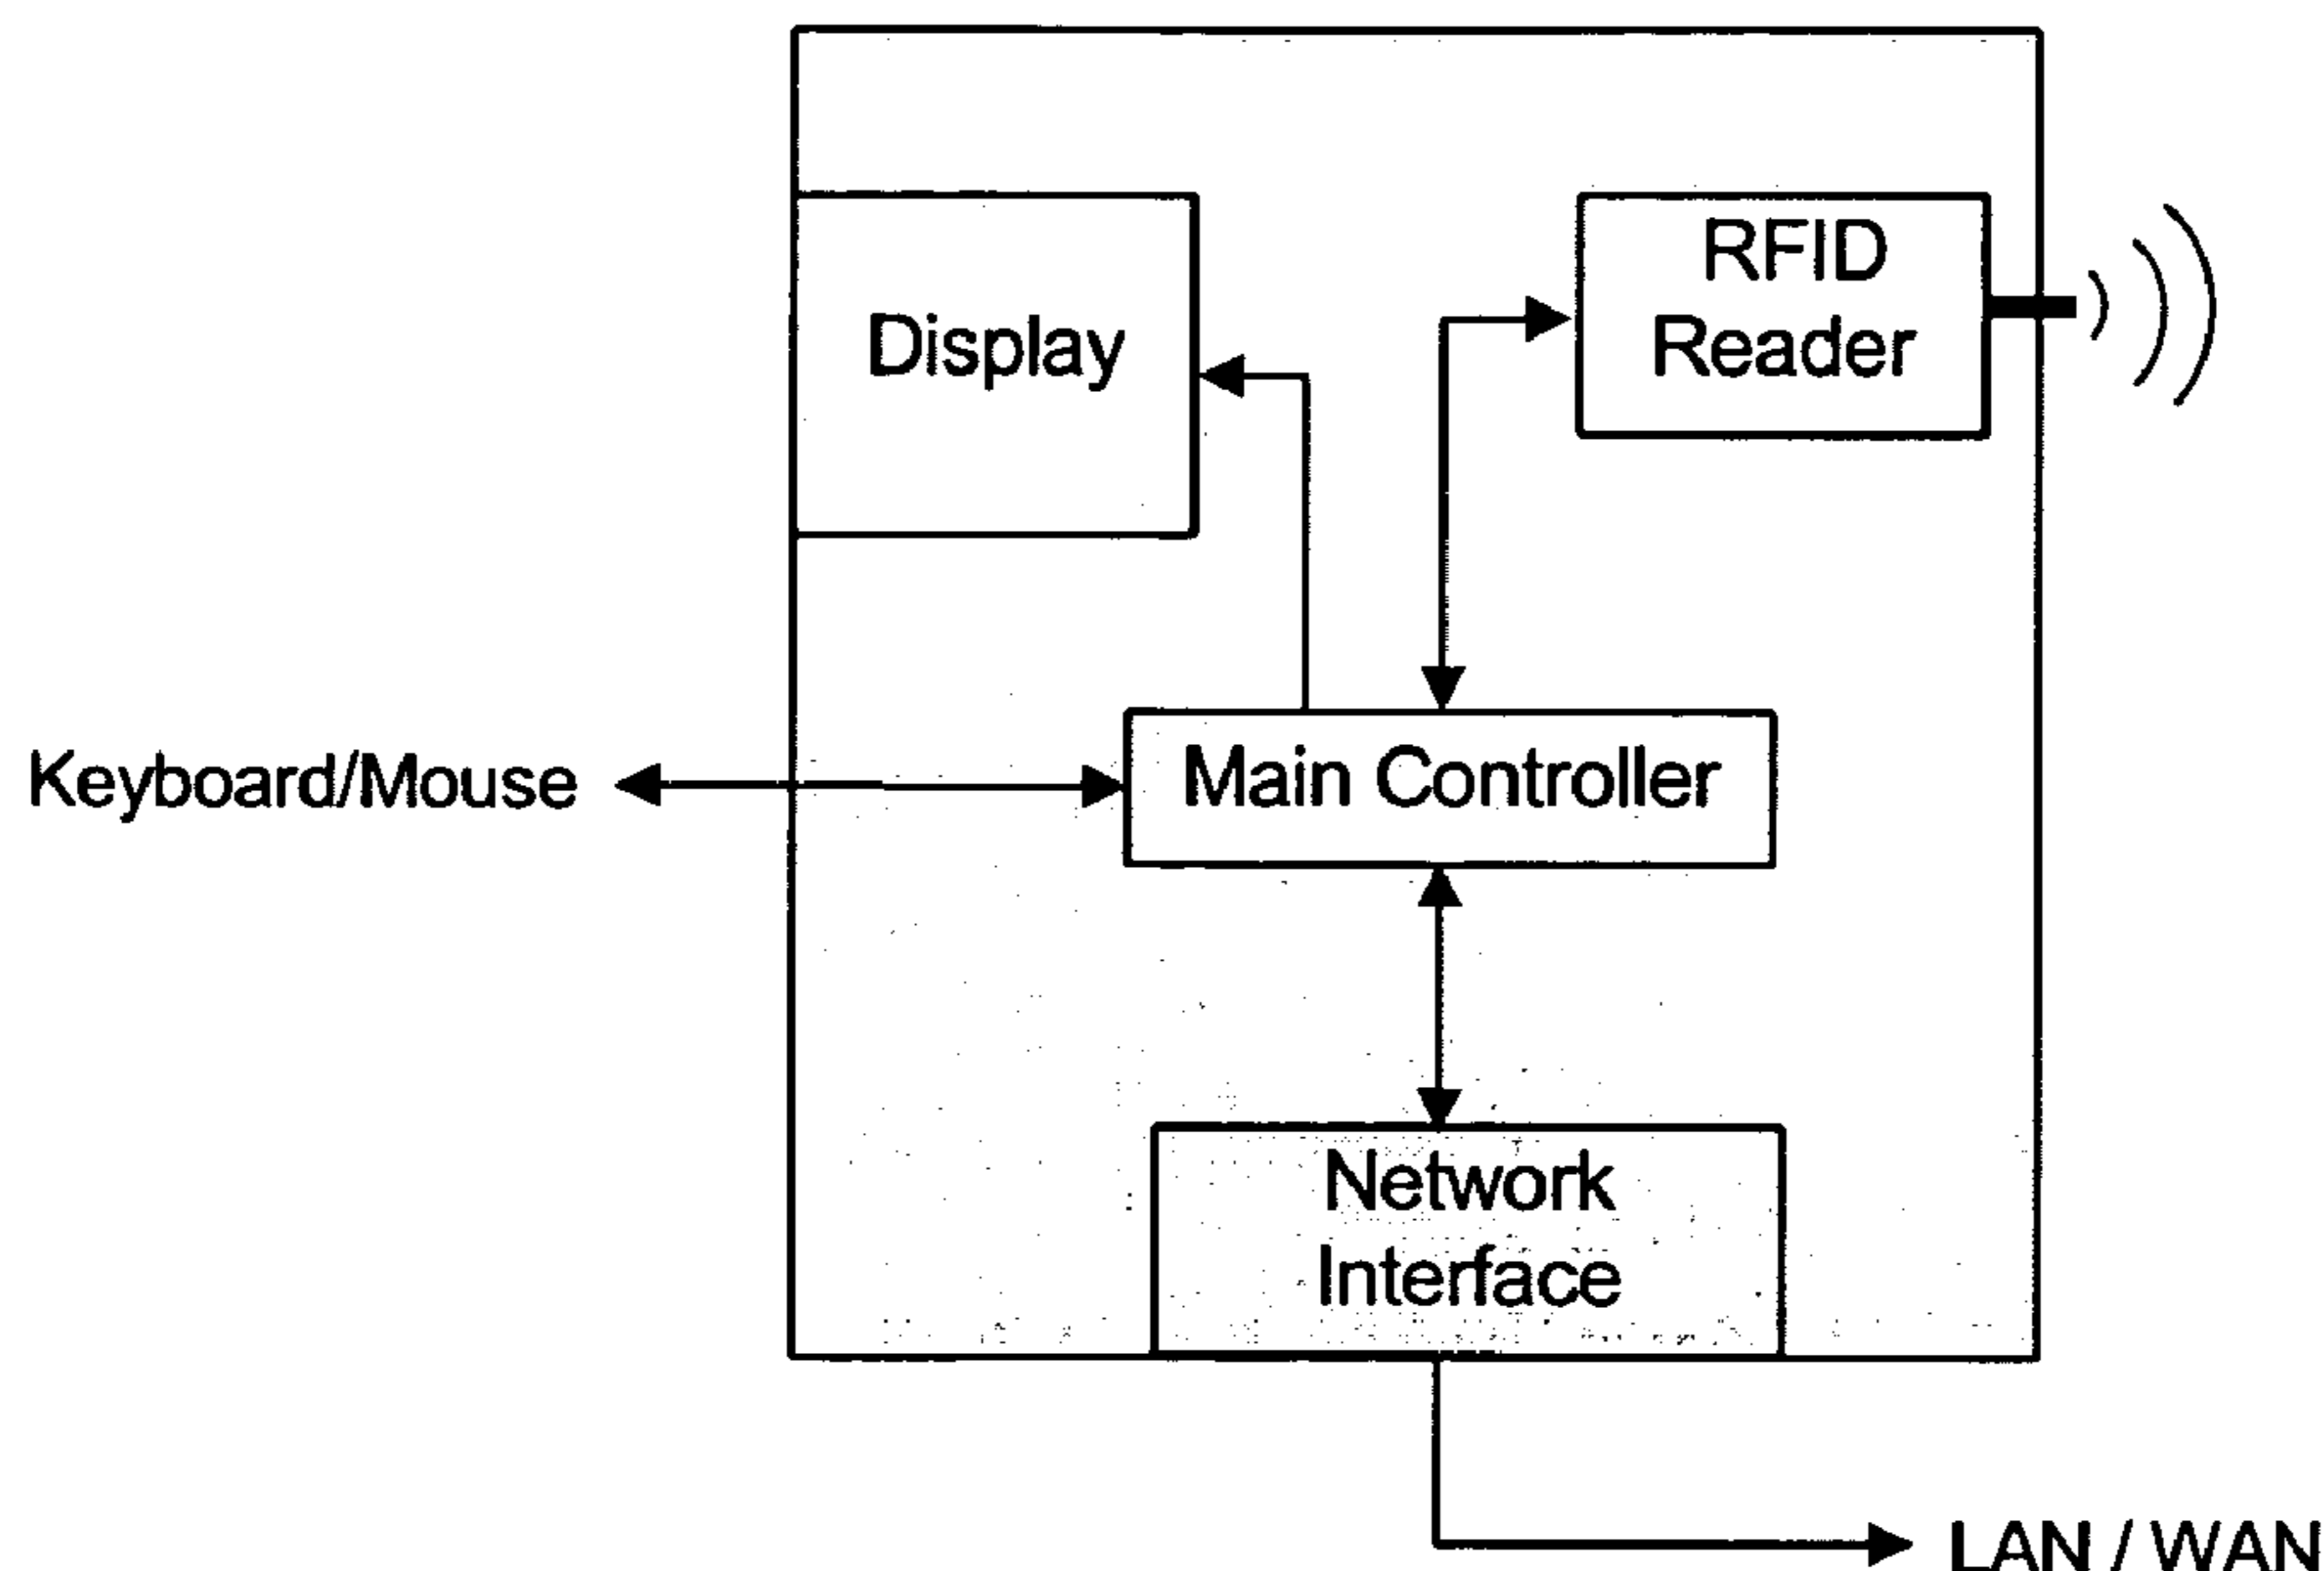 RFID
Reader
Display
Keyboard/Mouse
Main Controller
Network
Interface
LAN / WAN